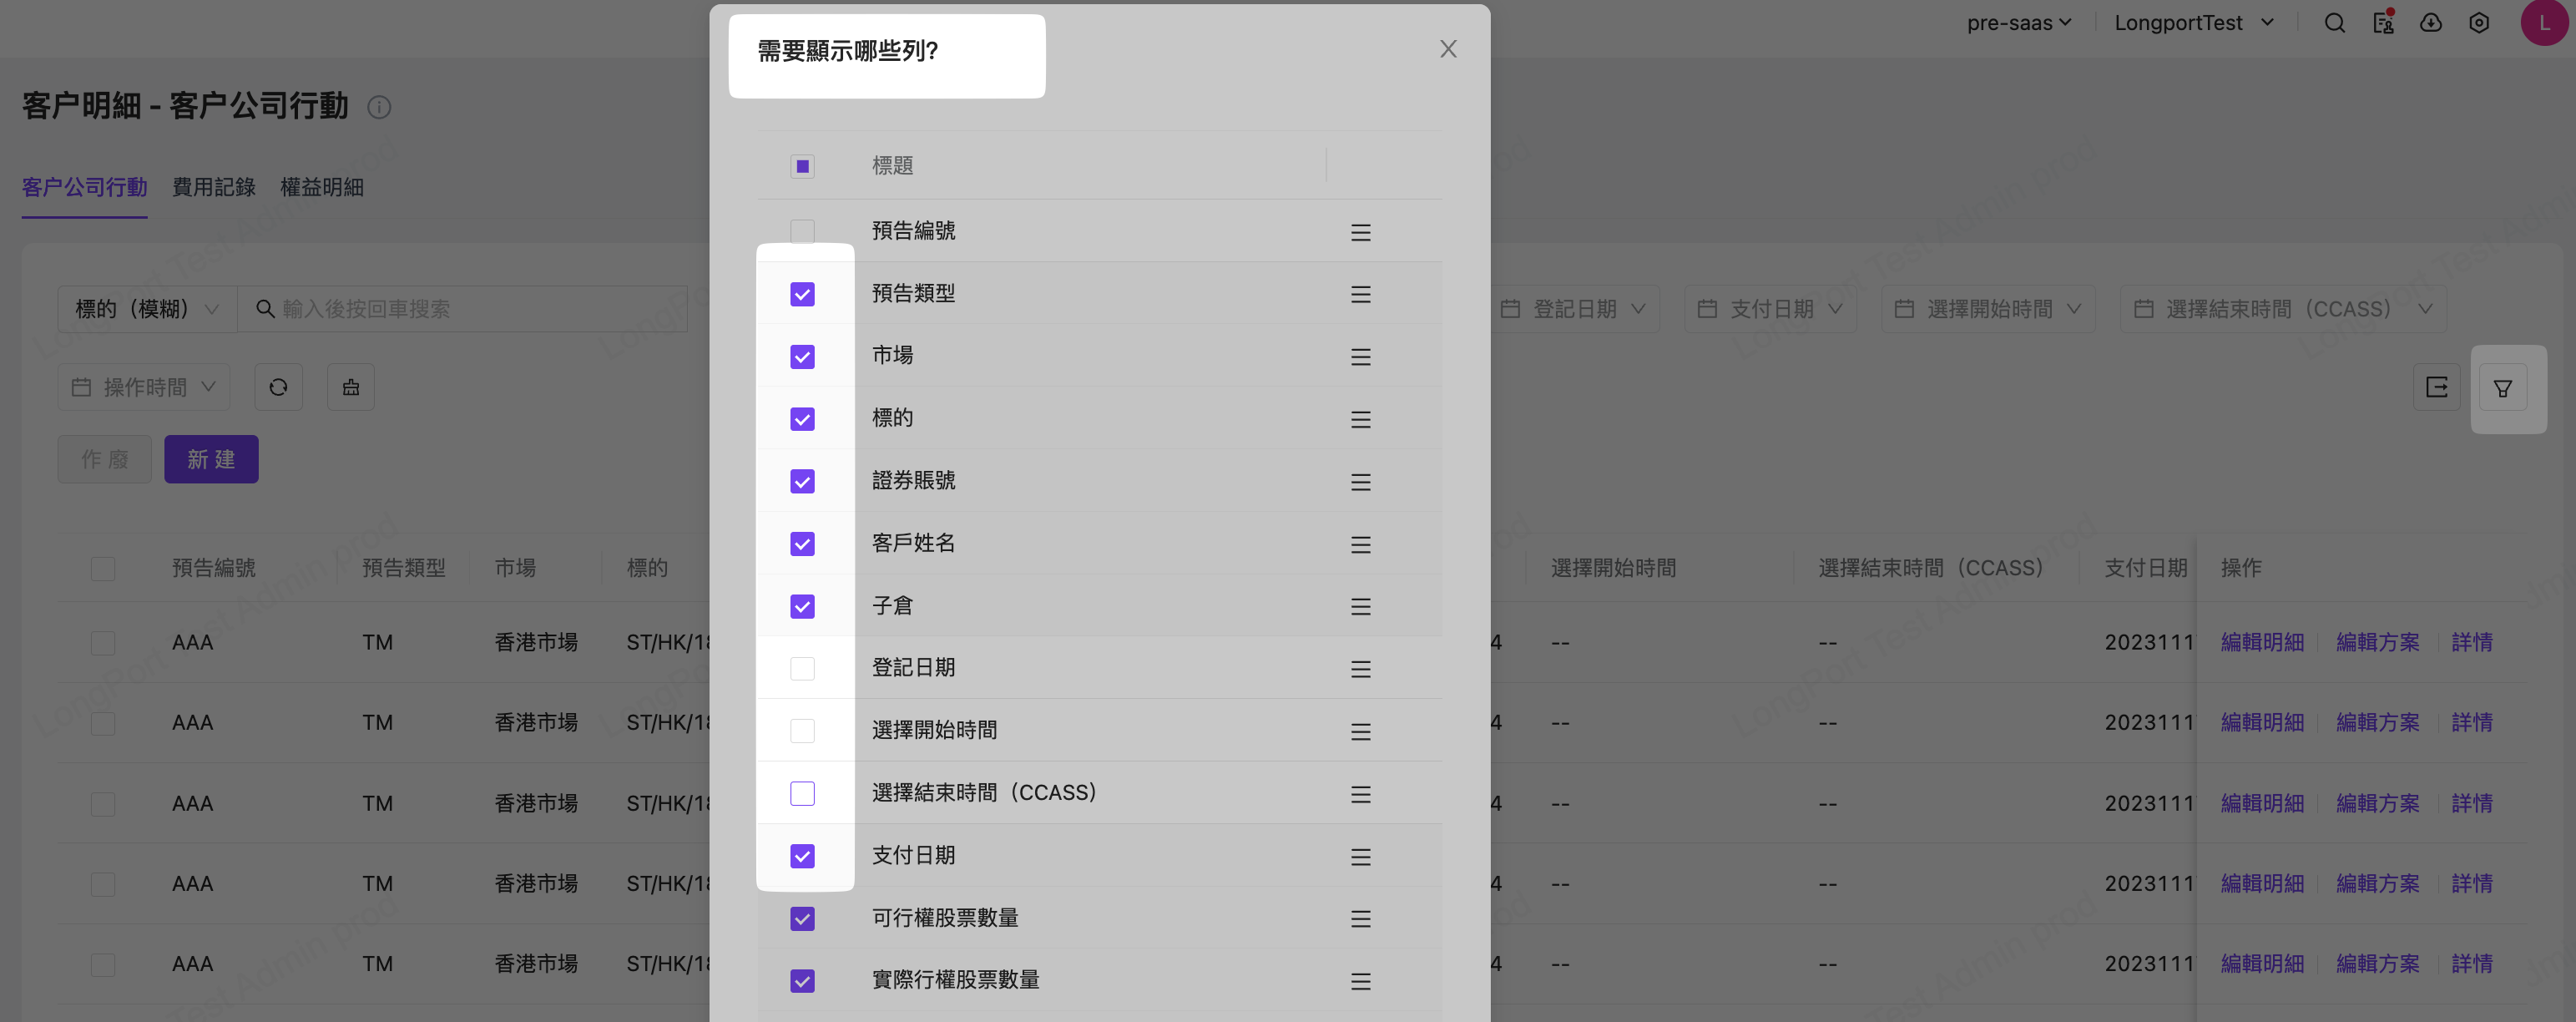 pre-saas
LongportTest
L
需要顯示哪些列?
客户明細 - 客户公司行動
客户公司行動 費用記錄 權益明細
標題
預告編號
預告類型
市場
標的
證券賬號
客戶姓名
子倉
登記日期
選擇開始時間
選擇結束時間（CCASS）
支付日期
可行權股票數量
實際行權股票數量
標的（模糊） 輸入後按回車搜索
登記日期 支付日期 選擇開始時間 選擇結束時間（CCASS）
操作時間
作廢 新建
預告編號 預告類型 市場 標的 選擇開始時間 選擇結束時間（CCASS） 支付日期 操作
AAA TM 香港市場 ST/HK/18 4 -- -- 2023111 編輯明細 編輯方案 詳情
AAA TM 香港市場 ST/HK/18 4 -- -- 2023111 編輯明細 編輯方案 詳情
AAA TM 香港市場 ST/HK/18 4 -- -- 2023111 編輯明細 編輯方案 詳情
AAA TM 香港市場 ST/HK/18 4 -- -- 2023111 編輯明細 編輯方案 詳情
AAA TM 香港市場 ST/HK/18 4 -- -- 2023111 編輯明細 編輯方案 詳情
LongPort Test Admin prod